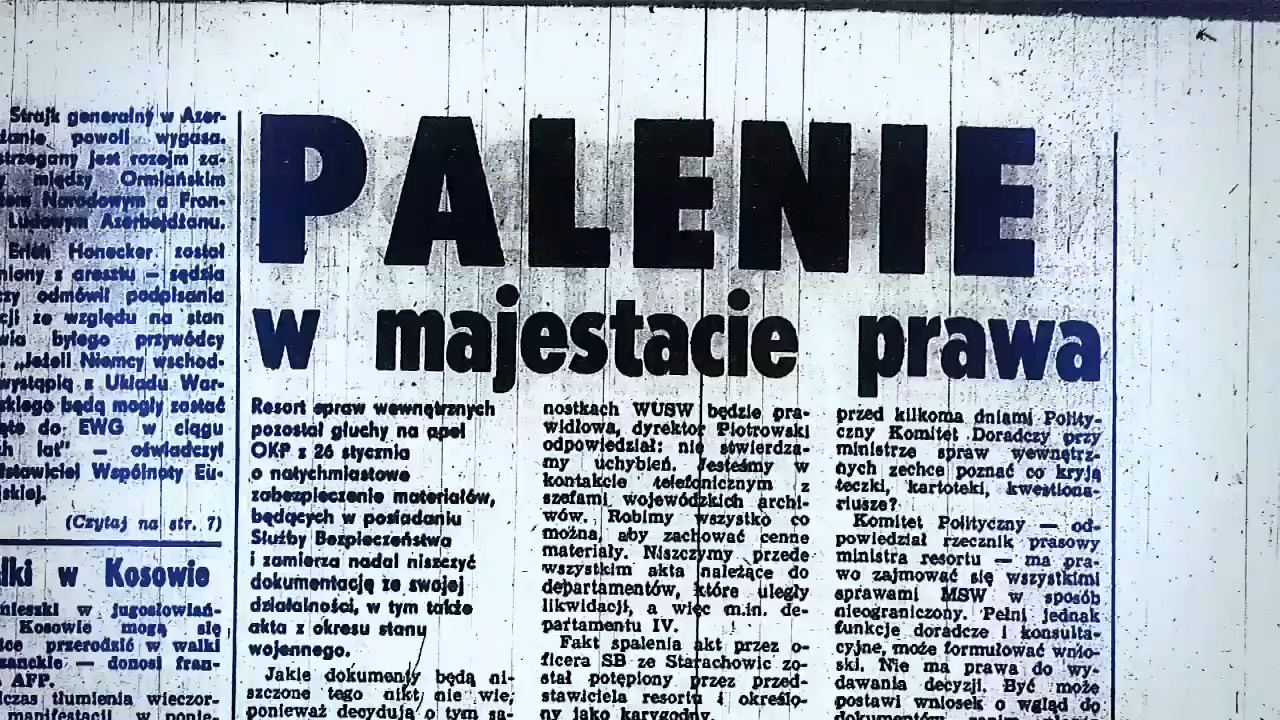 Strajk generalny w Azer-
żanie powoli wygasa.
strzegany jest rozejm za-
y między Ormiańskim
em Narodowym a Fron-
Ludowym Azerbejdżanu.
Erich Honecker. został
niony z aresztu — sędzia
czy odmówił podpisania
cji ze względu na stan
wia byłego przywódcy
„Jeżeli Niemcy wschod-
wystąpią z Układu War-
skiego będą mogły zostać
do EWG w ciągu
ch lat" — oświadczył
dstawiciel Wspólnoty Eu-
jskiej.
(Czytaj na str. 7)
lki w Kosowie
mieszki w jugosłowiań-
Kosowie mogą się
przerodzić w walki
zanckie — donosi fran-
AFP.
czas tłumienia wieczor-
manifestacji w ponie-
PALENIE
w majestacie prawa
Resort spraw wewnętrznych
pozostał głuchy na apel
OKP z 26 stycznia
o natychmiastowe
zabezpieczenie materiałów,
będących w posiadaniu
Służby Bezpieczeństwa
i zamierza nadal niszczyć
dokumentację ze swojej
działalności, w tym także
akta z okresu stanu
wojennego.
Jakie dokumenty będą ni-
szczone tego nikt nie wie,
ponieważ decydują o tym sa-
nostkach WUSW będzie pra-
widłowa, dyrektor Piotrowski
odpowiedział: nie stwierdza-
my uchybień. Jesteśmy w
kontakcie telefonicznym z
szefami wojewódzkich archi-
wów. Robimy wszystko co
można, aby zachować cenne
materiały. Niszczymy przede
wszystkim akta należące do
departamentów, które uległy
likwidacji, a więc m.in. de-
partamentu IV.
Fakt spalenia akt przez o-
ficera SB ze Starachowic zo-
stał potępiony przez przed-
stawiciela resortu i określo-
ny jako karygodny.
przed kilkoma dniami Polity-
czny Komitet Doradczy przy
ministrze spraw wewnętrz-
nych zechce poznać co kryją
teczki, kartoteki, kwestiona-
riusze?
Komitet Polityczny — od-
powiedział rzecznik prasowy
ministra resortu — ma pra-
wo zajmować się wszystkimi
sprawami MSW w sposób
nieograniczony. Pełni jednak
funkcję doradcze i konsulta-
cyjne, może formułować wnio-
ski. Nie ma prawa do wy-
dawania decyzji. Być może
postawi wniosek o wgląd do